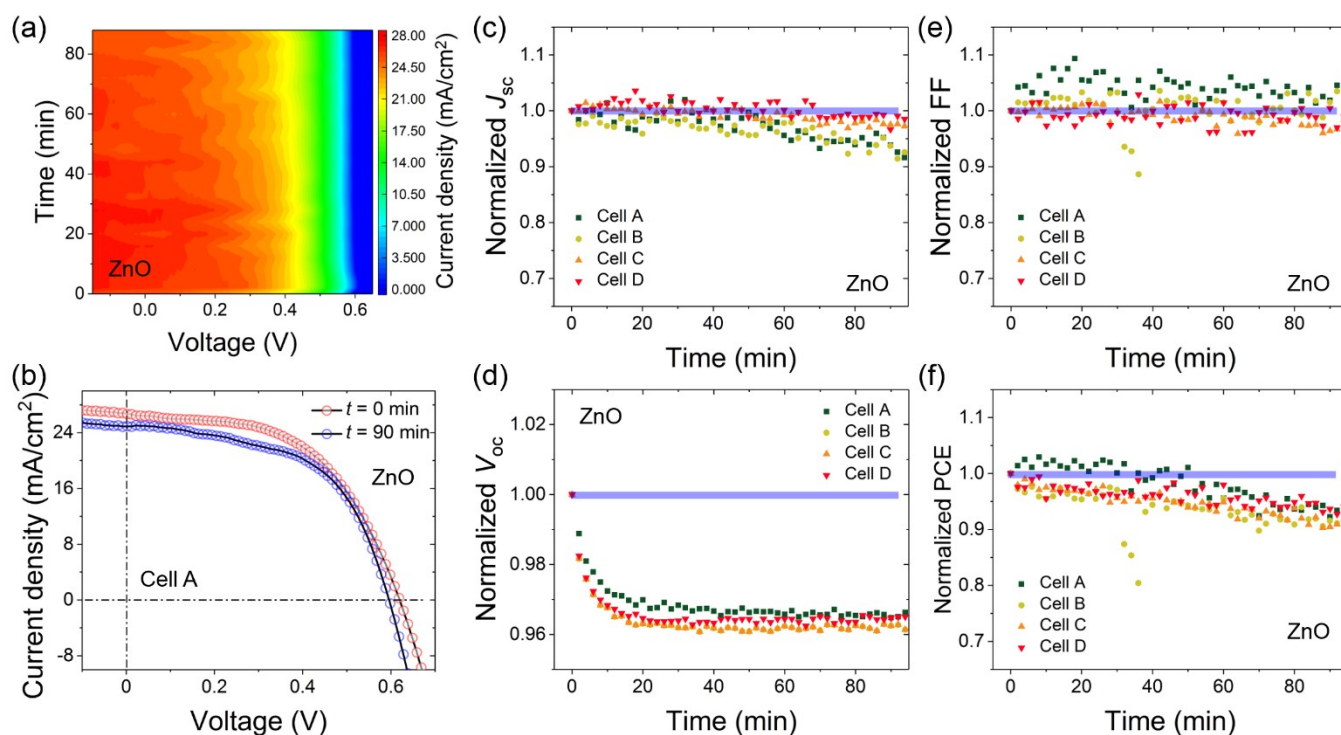 (a)
Time (min)
80
60
40
20
0
ZnO
0.0
0.2
0.4
0.6
Voltage (V)
28.00
24.50
21.00
17.50
14.00
10.50
7.000
3.500
0.000
Current density (mA/cm²)
(b)
Current density (mA/cm²)
24
16
8
0
-8
t = 0 min
t = 90 min
ZnO
Cell A
0
0.2
0.4
0.6
Voltage (V)
(c)
Normalized Jsc
1.1
1.0
0.9
0.8
0.7
Cell A
Cell B
Cell C
Cell D
ZnO
0
20
40
60
80
Time (min)
(d)
Normalized Voc
1.02
1.00
0.98
0.96
ZnO
Cell A
Cell B
Cell C
Cell D
0
20
40
60
80
Time (min)
(e)
Normalized FF
1.1
1.0
0.9
0.8
0.7
Cell A
Cell B
Cell C
Cell D
ZnO
0
20
40
60
80
Time (min)
(f)
Normalized PCE
1.1
1.0
0.9
0.8
0.7
Cell A
Cell B
Cell C
Cell D
ZnO
0
20
40
60
80
Time (min)